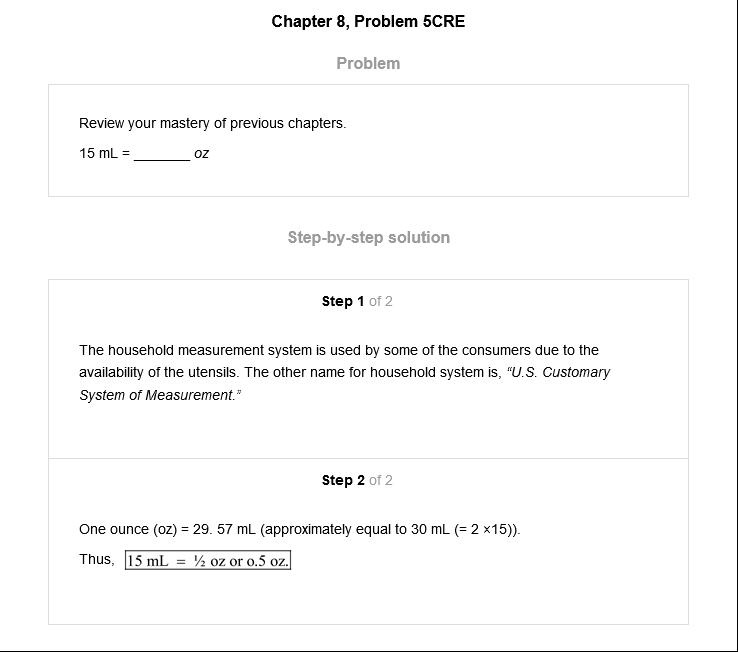 Chapter 8, Problem 5CRE
Problem
Review your mastery of previous chapters.
15 mL = _______ oz
Step-by-step solution
Step 1 of 2
The household measurement system is used by some of the consumers due to the
availability of the utensils. The other name for household system is, “U.S. Customary
System of Measurement.”
Step 2 of 2
One ounce (oz) = 29. 57 mL (approximately equal to 30 mL (= 2 ×15)).
Thus, 15 mL = ½ oz or 0.5 oz.